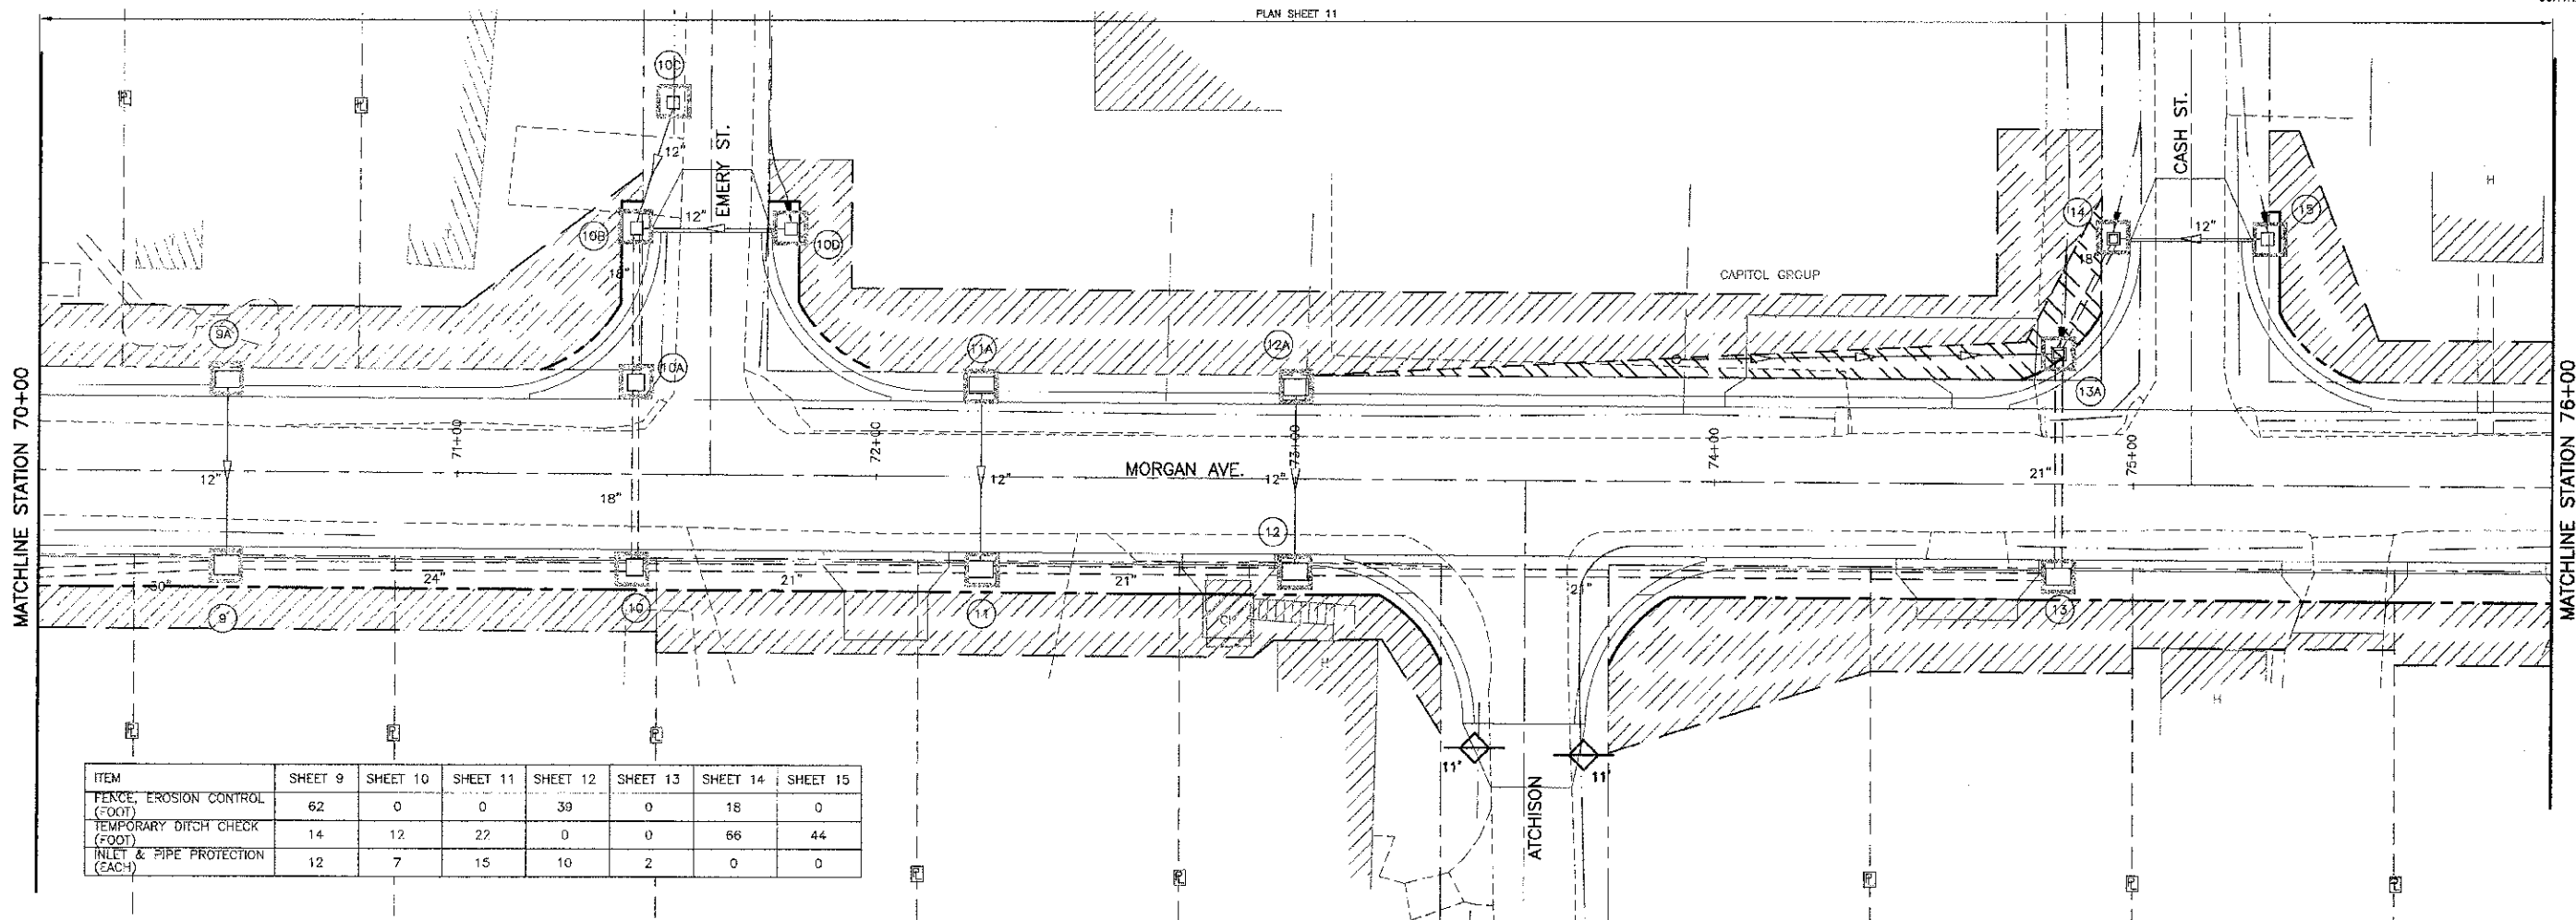 PLAN SHEET 11
10C
12"
EMERY ST.
CASH ST.
H
12"
10B
10D
14
15
12"
18"
18"
CAPITOL GROUP
9A
10A
11A
12A
13A
MATCHLINE STATION 70+00
MATCHLINE STATION 76+00
71+00
72+00
73+00
74+00
75+00
MORGAN AVE.
12"
18"
12"
12"
21"
12
30"
24"
21"
21"
21"
9
10
11
13
H
H
11'
11'
ATCHISON
ITEM SHEET 9 SHEET 10 SHEET 11 SHEET 12 SHEET 13 SHEET 14 SHEET 15
FENCE, EROSION CONTROL (FOOT) 62 0 0 39 0 18 0
TEMPORARY DITCH CHECK (FOOT) 14 12 22 0 0 66 44
INLET & PIPE PROTECTION (EACH) 12 7 15 10 2 0 0